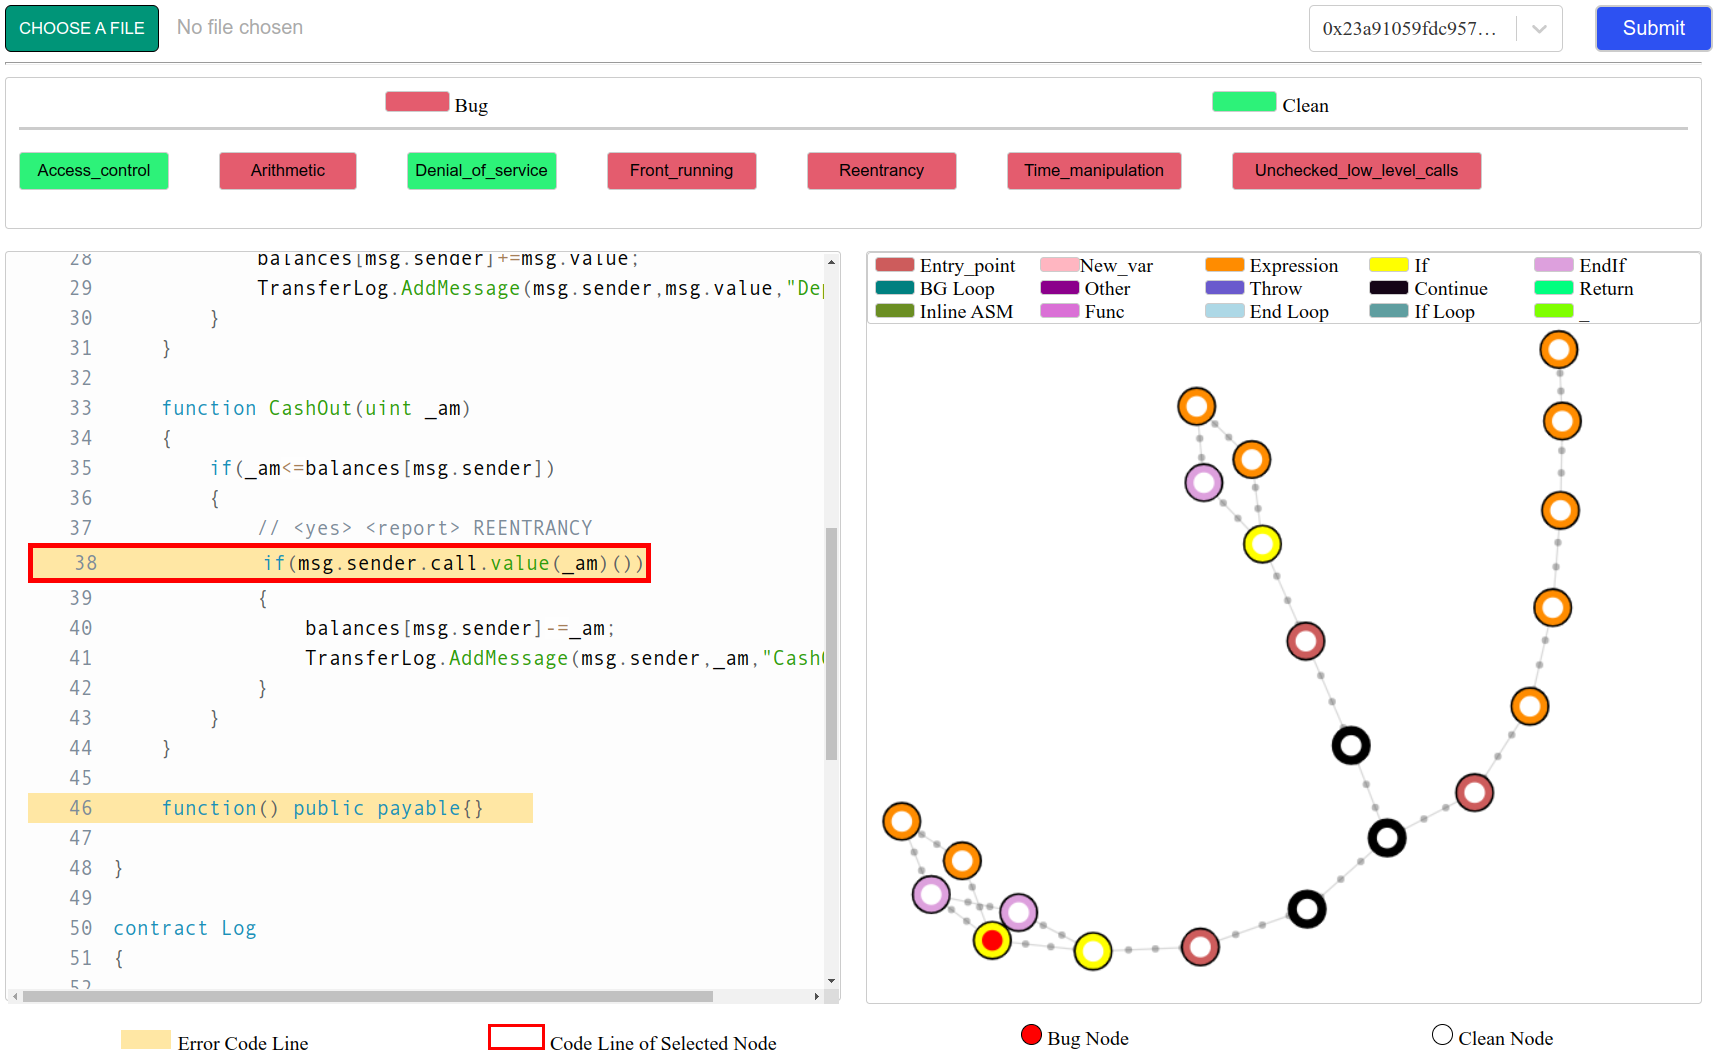 CHOOSE A FILE No file chosen 0x23a91059fdc957... Submit
Bug Clean
Access_control Arithmetic Denial_of_service Front_running Reentrancy Time_manipulation Unchecked_low_level_calls
28 balances[msg.sender]+=msg.value;
29 TransferLog.AddMessage(msg.sender,msg.value,"De
30 }
31 }
32
33 function CashOut(uint _am)
34 {
35 if(_am<=balances[msg.sender])
36 {
37 // <yes> <report> REENTRANCY
38 if(msg.sender.call.value(_am)())
39 {
40 balances[msg.sender]-=_am;
41 TransferLog.AddMessage(msg.sender,_am,"Cash
42 }
43 }
44 }
45
46 function() public payable{}
47
48 }
49
50 contract Log
51 {
52
Entry_point New_var Expression If EndIf
BG Loop Other Throw Continue Return
Inline ASM Func End Loop If Loop _
Error Code Line Code Line of Selected Node Bug Node Clean Node